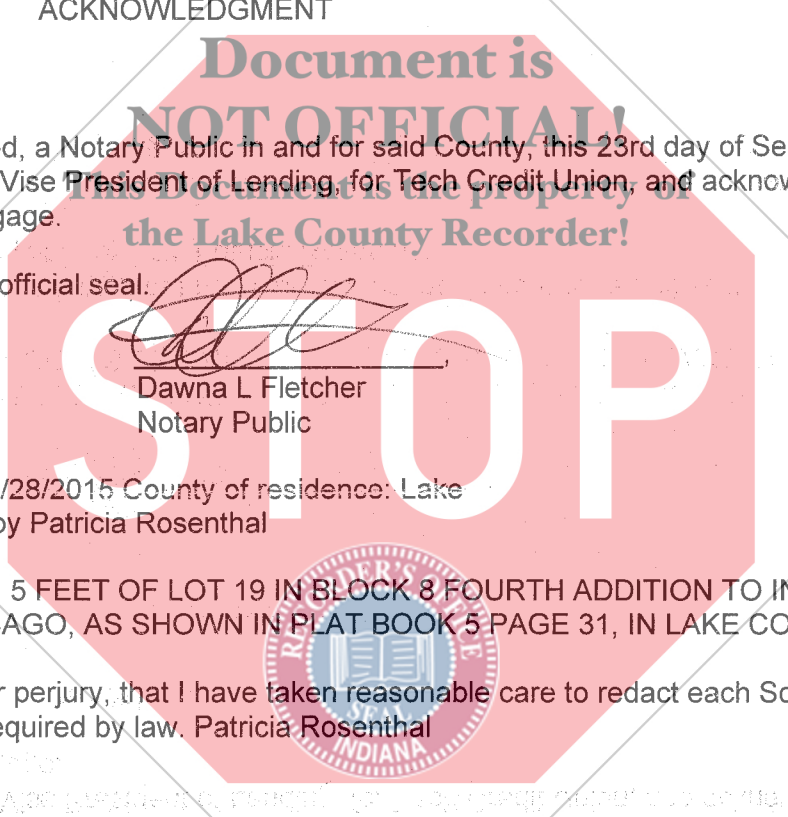 ACKNOWLEDGMENT
Document is
NOT OFFICIAL!
ed, a Notary Public in and for said County, this 23rd day of Se
Vise President of Lending, for Tech Credit Union, and acknow
This Document is the property of
gage.
the Lake County Recorder!
official seal.
STOP
Dawna L Fletcher
Notary Public
/28/2015 County of residence: Lake
by Patricia Rosenthal
5 FEET OF LOT 19 IN BLOCK 8 FOURTH ADDITION TO IN
AGO, AS SHOWN IN PLAT BOOK 5 PAGE 31, IN LAKE CO
RECORDER'S OFFICE
r perjury, that I have taken reasonable care to redact each So
equired by law. Patricia Rosenthal
SEAL
INDIANA